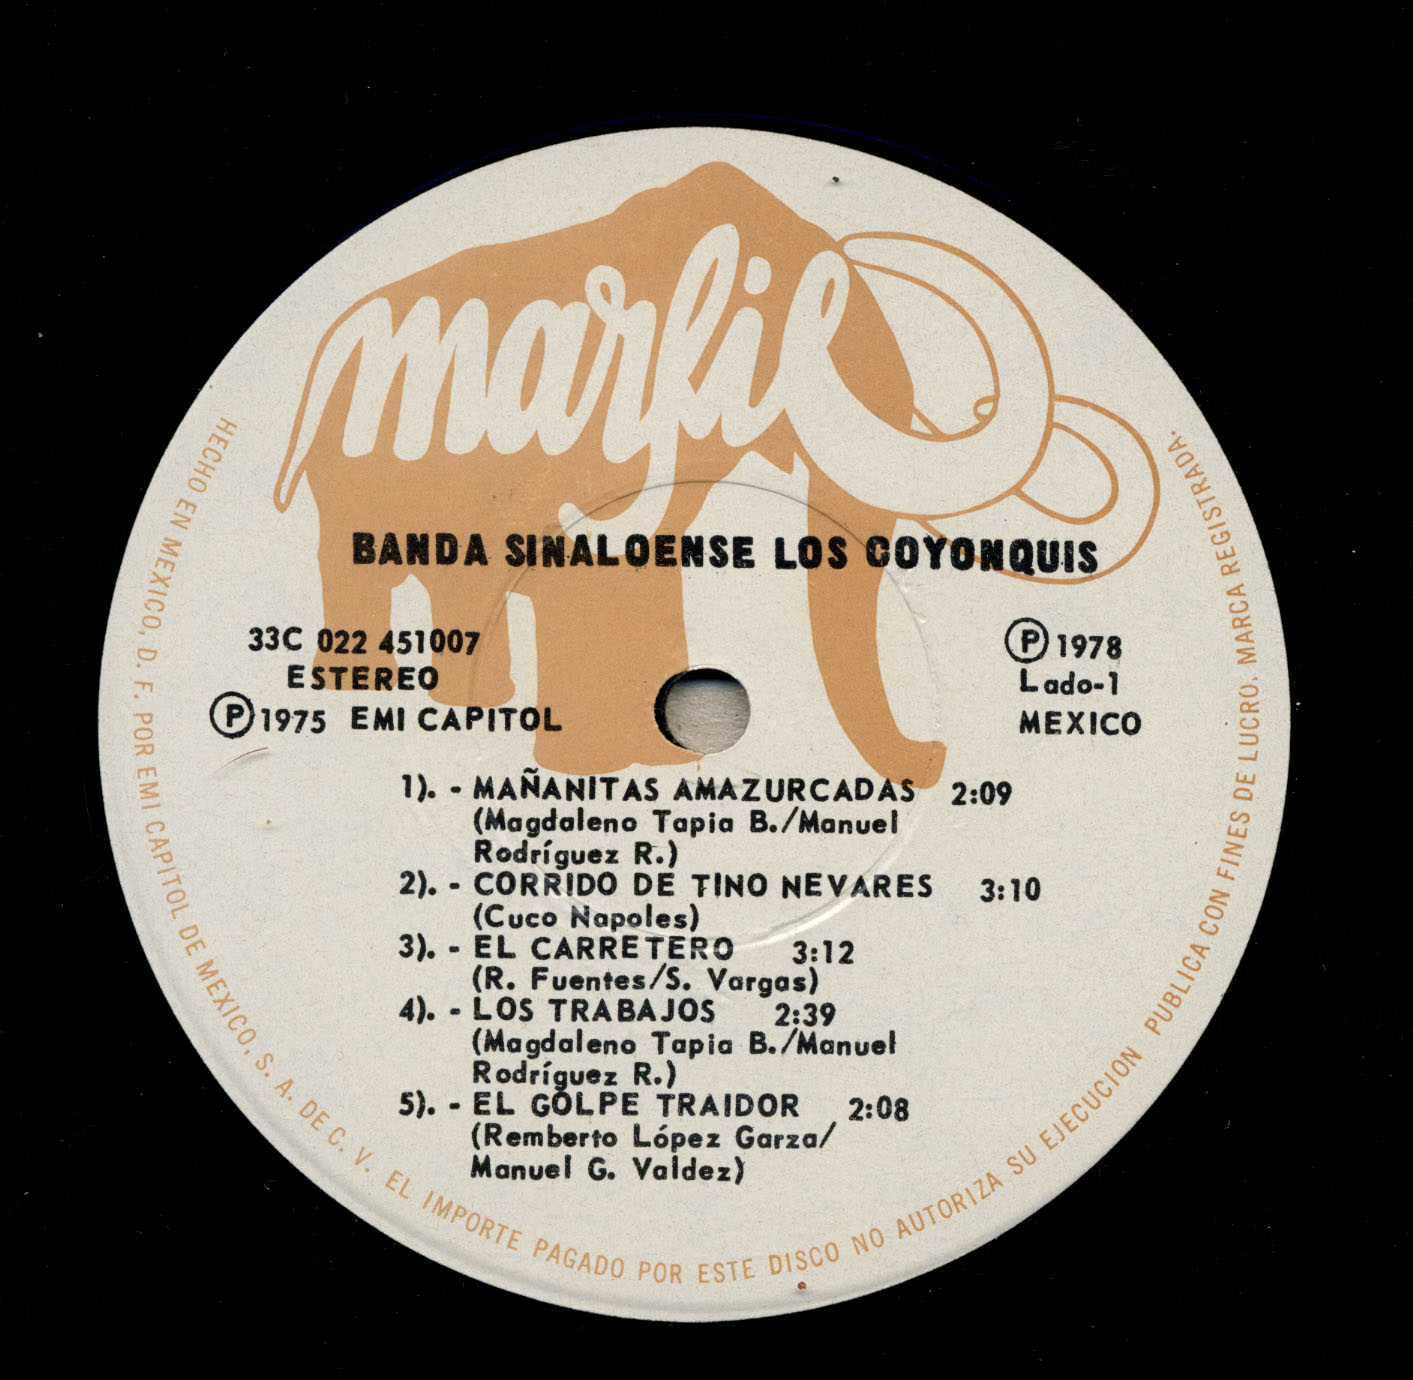 marfil
BANDA SINALOENSE LOS COYONQUIS
33C 022 451007
ESTEREO
Ⓟ1975 EMI CAPITOL
Ⓟ1978
Lado-1
MEXICO
1). - MAÑANITAS AMAZURCADAS 2:09
(Magdaleno Tapia B./Manuel
Rodríguez R.)
2). - CORRIDO DE TINO NEVARES 3:10
(Cuco Napoles)
3). - EL CARRETERO 3:12
(R. Fuentes/S. Vargas)
4). - LOS TRABAJOS 2:39
(Magdaleno Tapia B./Manuel
Rodríguez R.)
5). - EL GOLPE TRAIDOR 2:08
(Remberto López Garza/
Manuel G. Valdez)
HECHO EN MEXICO, D. F. POR EMI CAPITOL DE MEXICO, S. A. DE C. V. EL IMPORTE PAGADO POR ESTE DISCO NO AUTORIZA SU EJECUCION PUBLICA CON FINES DE LUCRO. MARCA REGISTRADA.